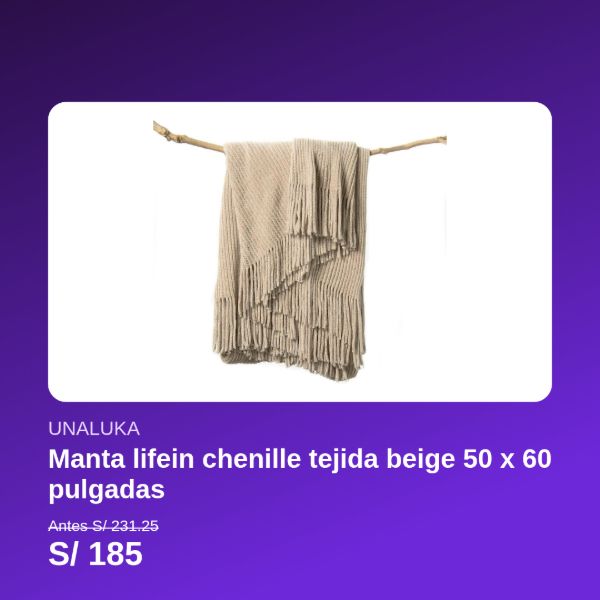 UNALUKA
Manta lifein chenille tejida beige 50 x 60
pulgadas
Antes S/ 231.25
S/ 185